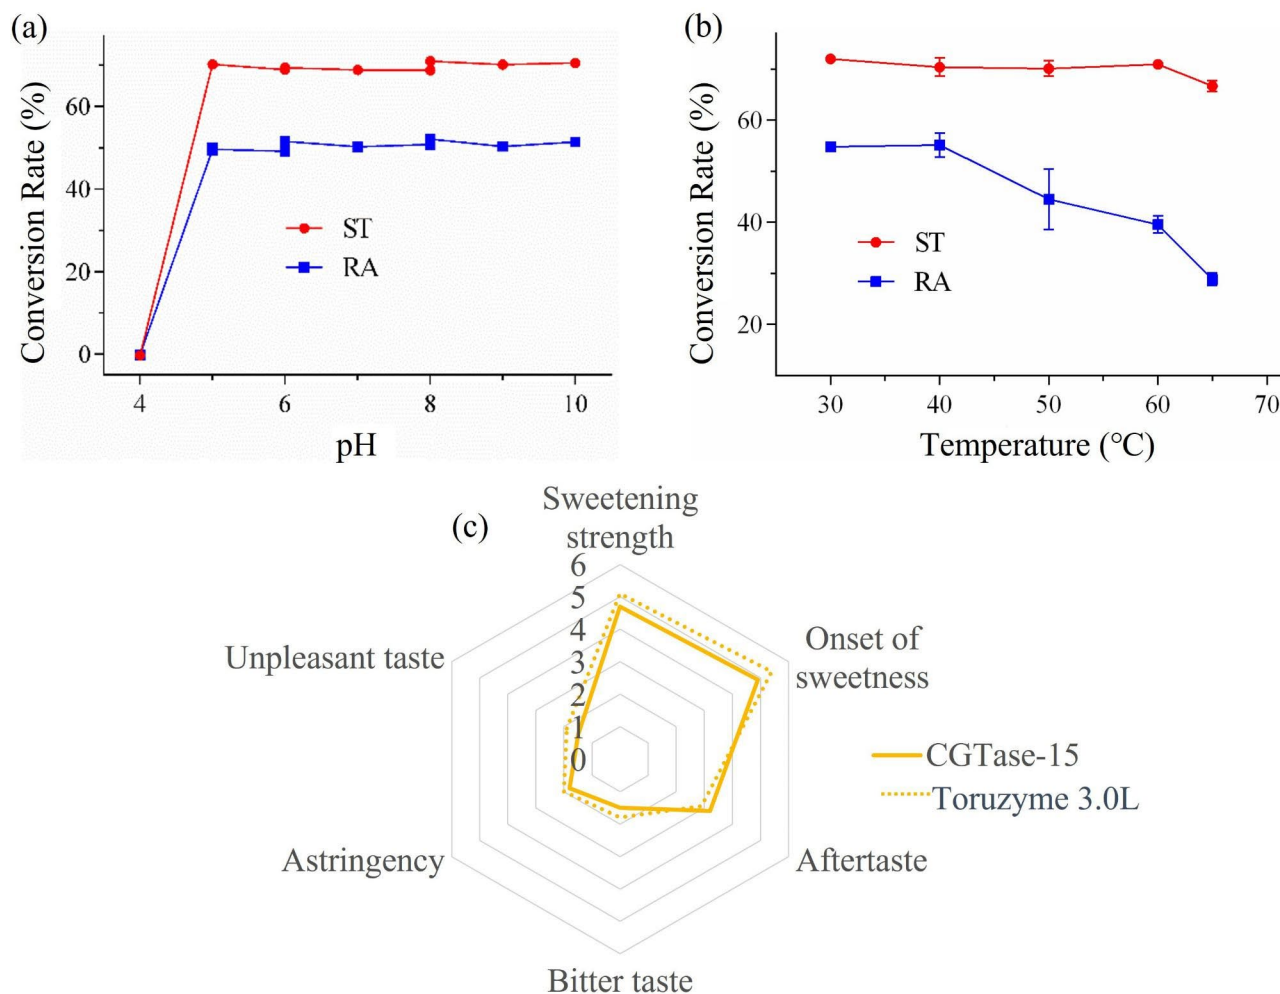 (a)
Conversion Rate (%)
60
40
20
0
ST
RA
4
6
8
10
pH
(b)
Conversion Rate (%)
60
40
20
ST
RA
30
40
50
60
70
Temperature (°C)
(c)
Sweetening
strength
6
5
4
3
2
1
0
Onset of
sweetness
Unpleasant taste
Astringency
Aftertaste
Bitter taste
CGTase-15
Toruzyme 3.0L